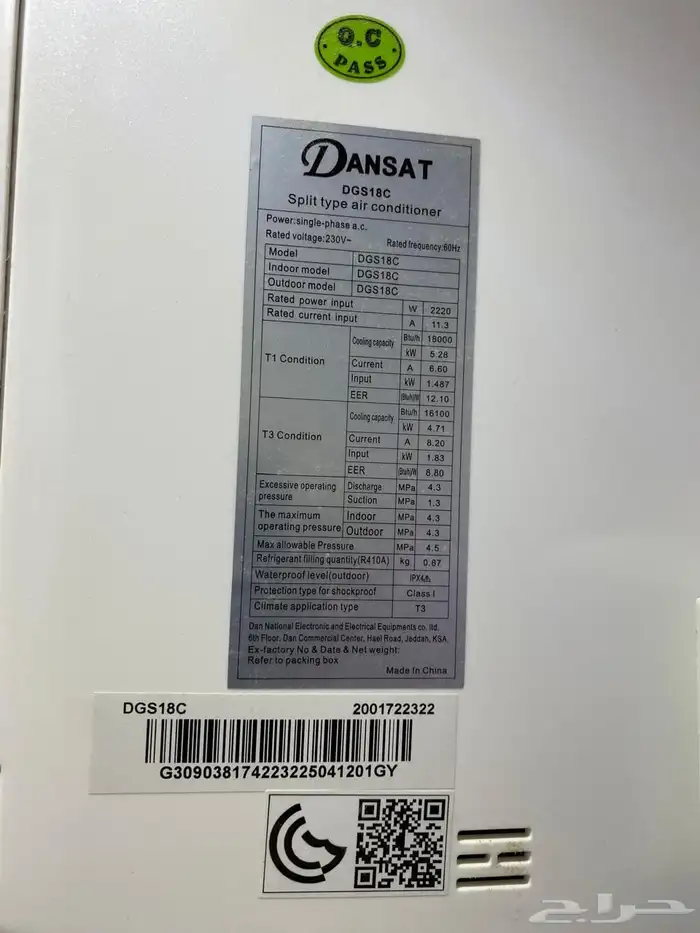 Q.C
PASS
DANSAT
DGS18C
Split type air conditioner
Power:single-phase a.c.
Rated voltage:230V~ Rated frequency:60Hz
Model DGS18C
Indoor model DGS18C
Outdoor model DGS18C
Rated power input W 2220
Rated current input A 11.3
T1 Condition Cooling capacity Btu/h 18000
kW 5.28
Current A 6.60
Input kW 1.487
EER (Btu/h)/W 12.10
T3 Condition Cooling capacity Btu/h 16100
kW 4.71
Current A 8.20
Input kW 1.83
EER (Btu/h)/W 8.80
Excessive operating pressure Discharge MPa 4.3
Suction MPa 1.3
The maximum operating pressure Indoor MPa 4.3
Outdoor MPa 4.3
Max allowable Pressure MPa 4.5
Refrigerant filling quantity(R410A) kg 0.87
Waterproof level(outdoor) IPX4
Protection type for shockproof Class I
Climate application type T3
Dan National Electronic and Electrical Equipments co. ltd.
6th Floor, Dan Commercial Center, Hael Road, Jeddah, KSA
Ex-factory No & Date & Net weight:
Refer to packing box
Made In China
DGS18C 2001722322
G309038174223225041201GY
حراج